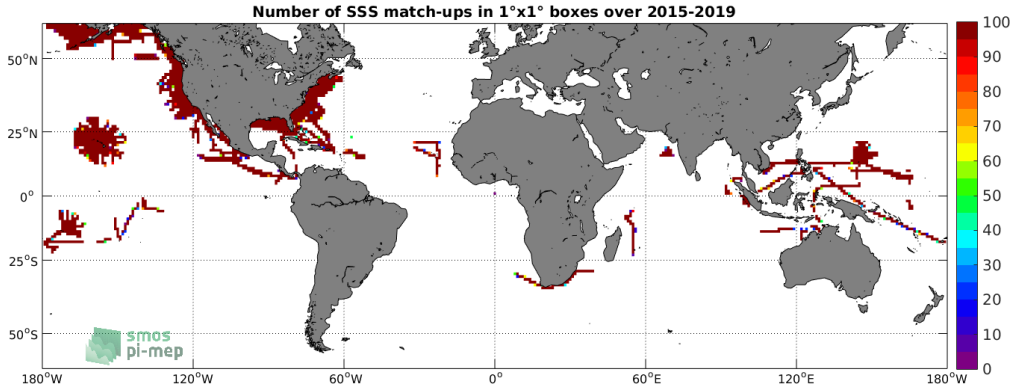 Number of SSS match-ups in 1°x1° boxes over 2015-2019
50°N
25°N
0°
25°S
50°S
180°W
120°W
60°W
0°
60°E
120°E
180°W
100
90
80
70
60
50
40
30
20
10
0
smos
pi-mep